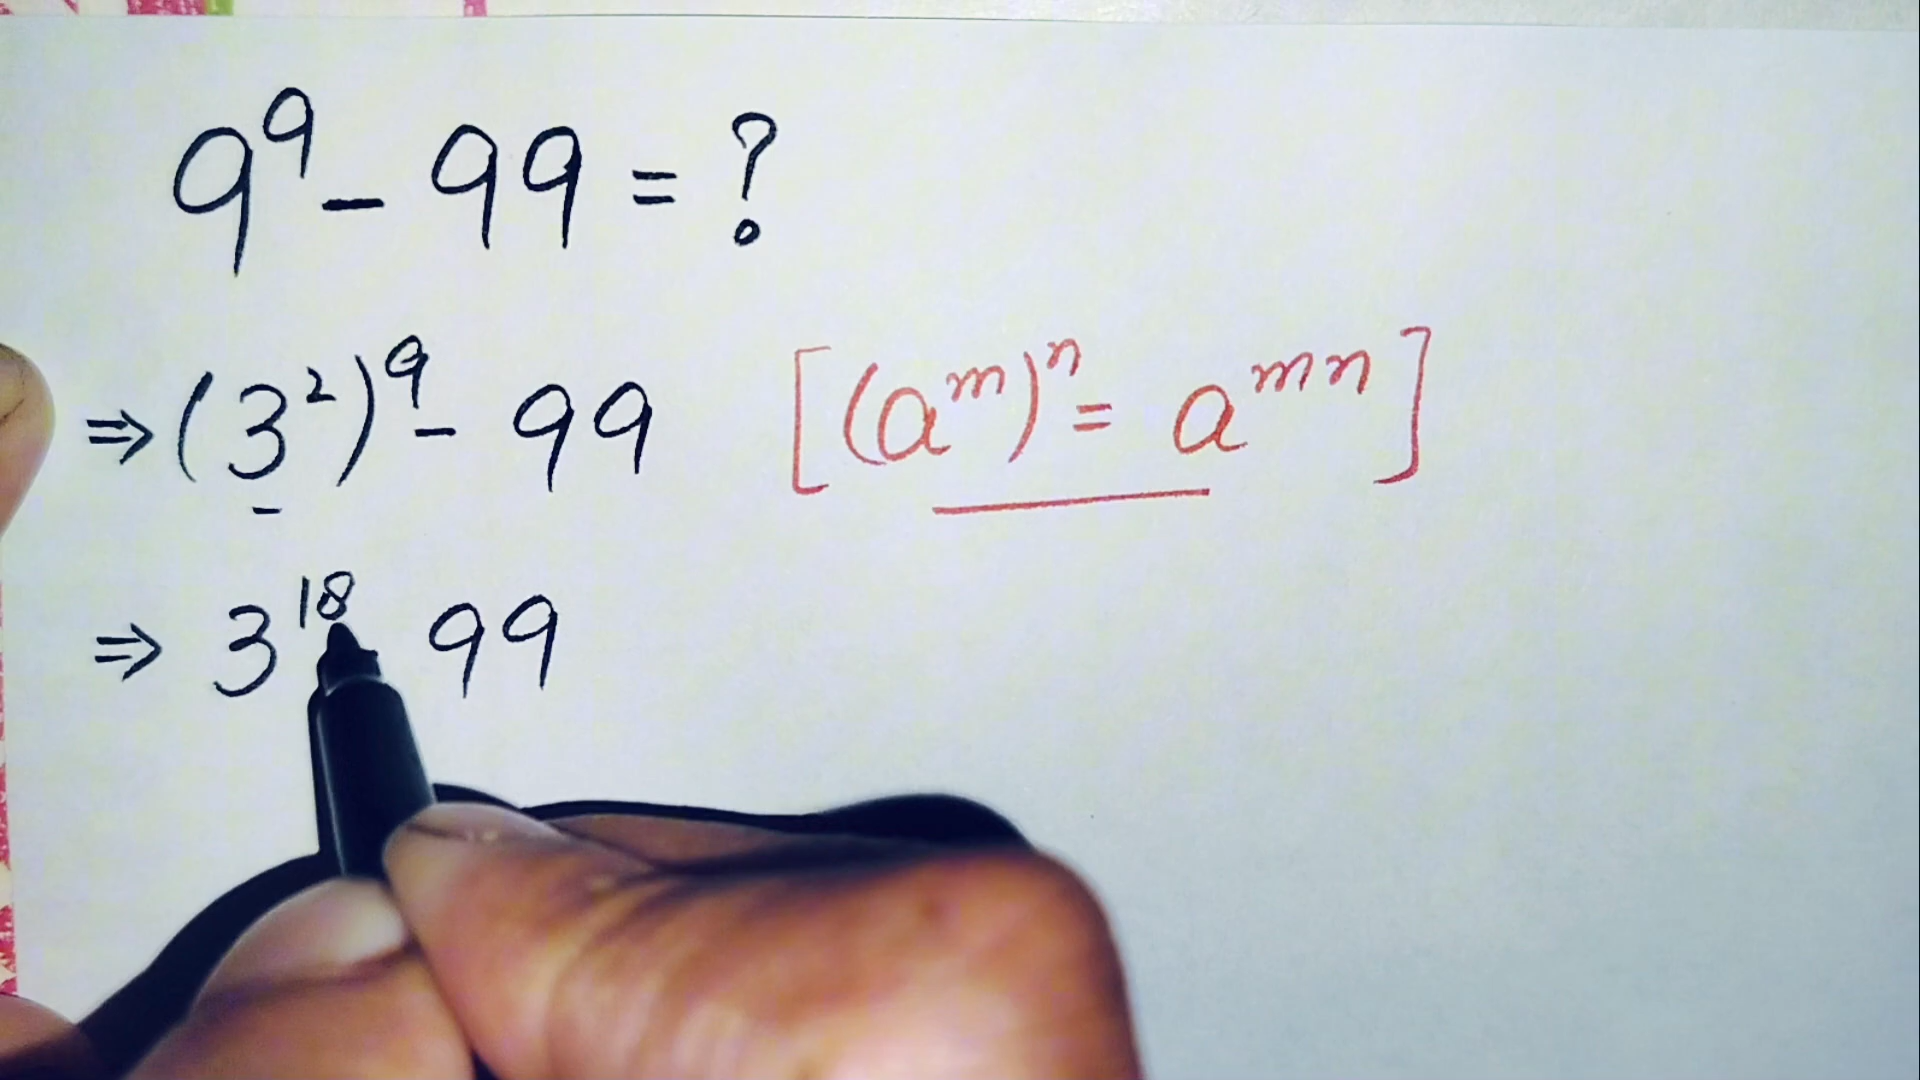 9⁹ - 99 = ?
⇒ (3²)⁹ - 99 [(aᵐ)ⁿ = aᵐⁿ]
⇒ 3¹⁸ 99